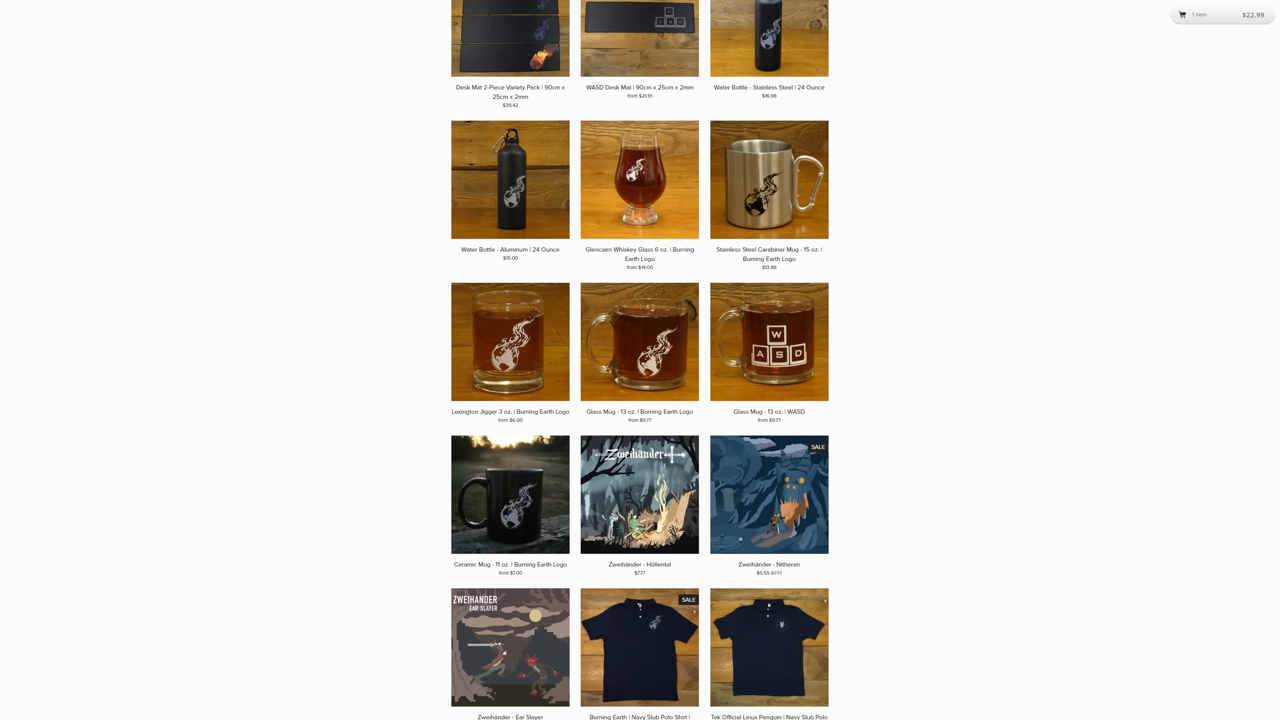 1 item
$22.99
Desk Mat 2-Piece Variety Pack | 90cm x
25cm x 2mm
$39.42
WASD Desk Mat | 90cm x 25cm x 2mm
from $21.91
Water Bottle - Stainless Steel | 24 Ounce
$16.98
Water Bottle - Aluminum | 24 Ounce
$15.00
Glencairn Whiskey Glass 6 oz. | Burning
Earth Logo
from $14.00
Stainless Steel Carabiner Mug - 15 oz. |
Burning Earth Logo
$13.88
Lexington Jigger 3 oz. | Burning Earth Logo
from $6.00
Glass Mug - 13 oz. | Burning Earth Logo
from $9.77
W
A S D
Glass Mug - 13 oz. | WASD
from $9.77
Ceramic Mug - 11 oz. | Burning Earth Logo
from $7.00
Zweihänder
Zweihänder - Höllental
$7.77
SALE
Zweihänder - Nitheren
$5.55 $7.77
ZWEIHANDER
EAR SLAYER
Zweihänder - Ear Slayer
SALE
Burning Earth | Navy Slub Polo Shirt |
Tek Official Linux Penguin | Navy Slub Polo